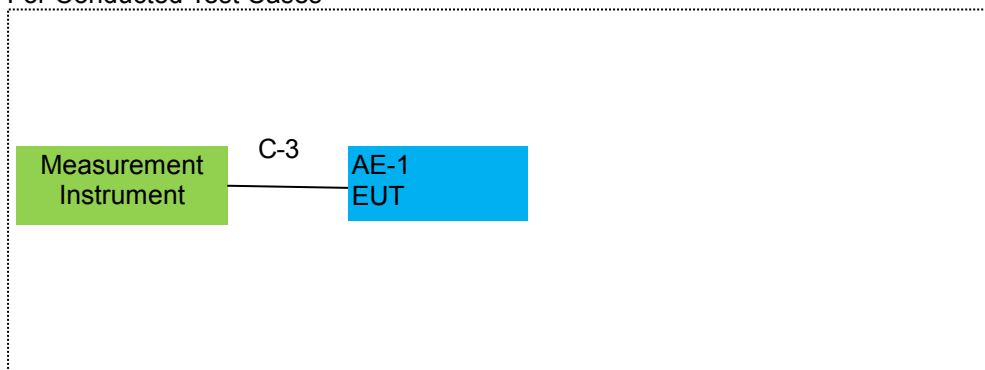 For Conducted Test Cases
Measurement
Instrument
C-3
AE-1
EUT